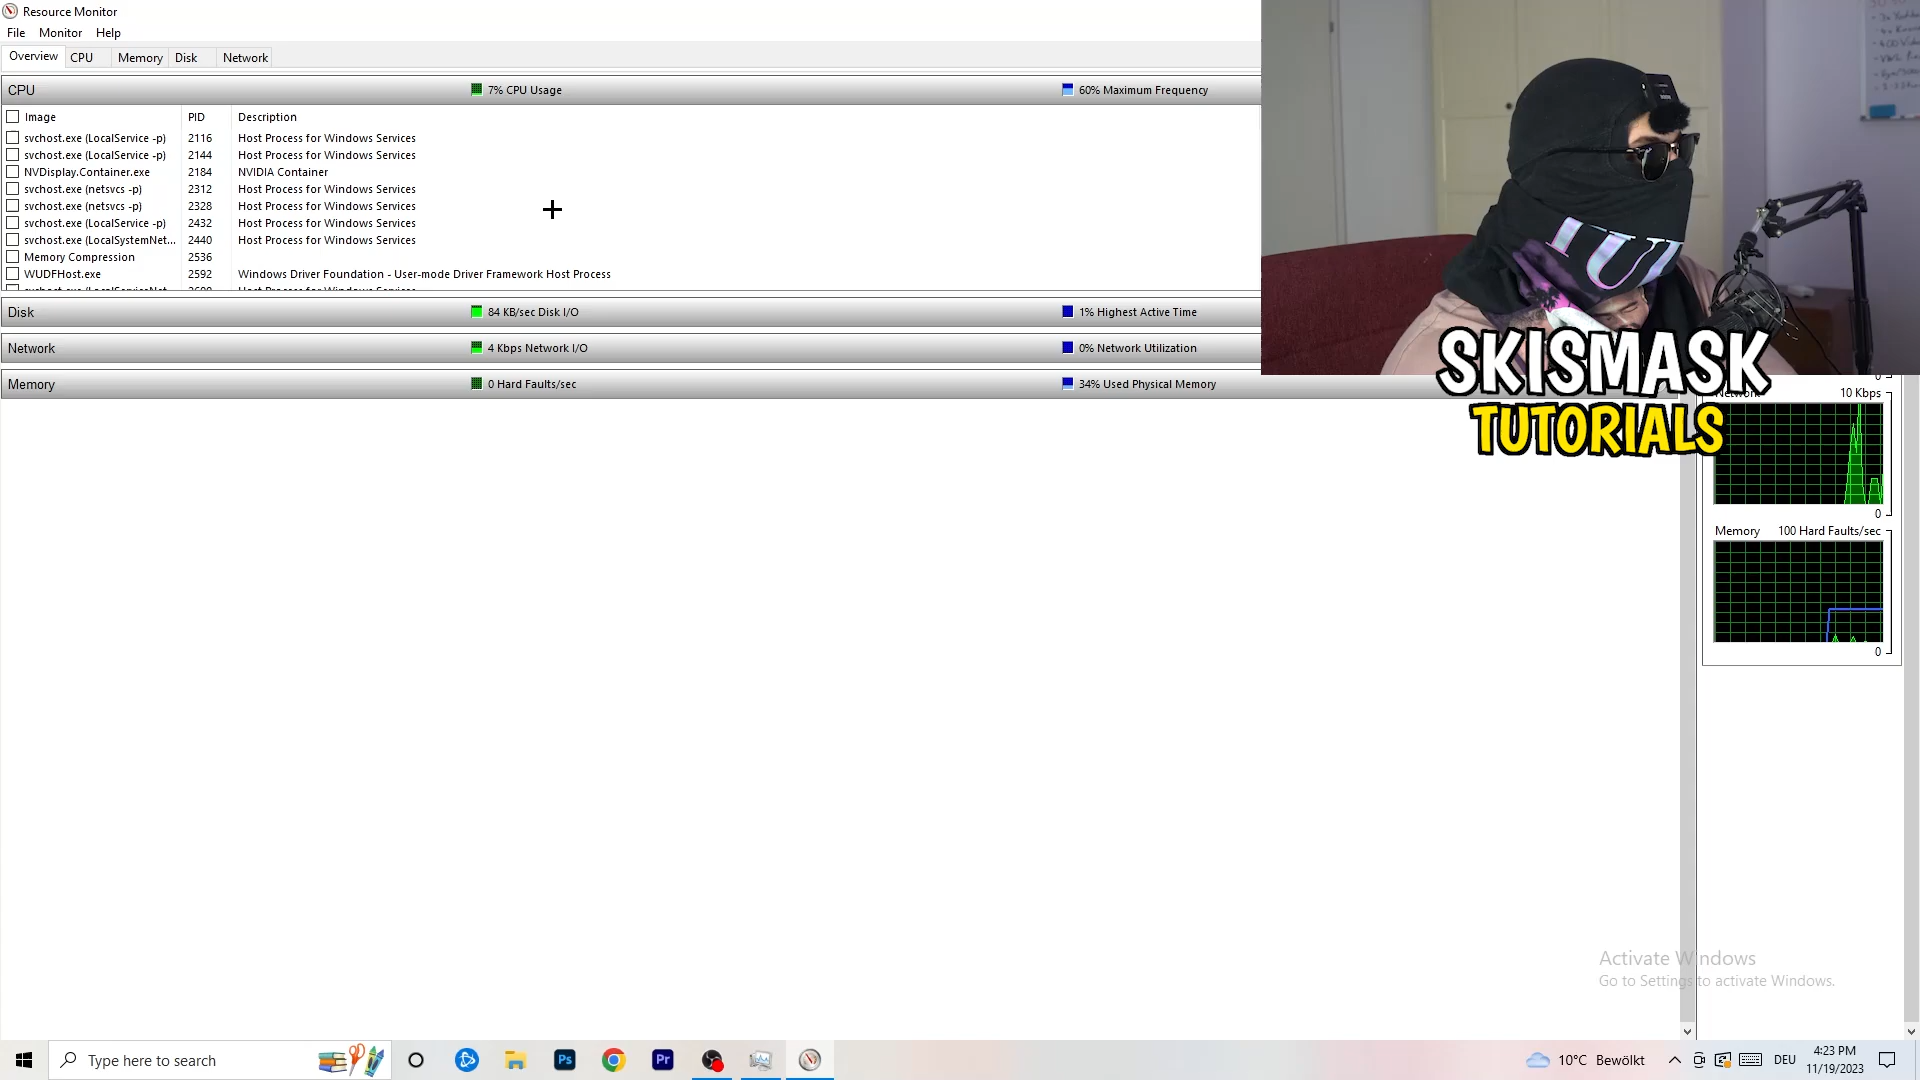 Resource Monitor
File Monitor Help
Overview CPU Memory Disk Network
CPU 7% CPU Usage 60% Maximum Frequency
Image PID Description
svchost.exe (LocalService -p) 2116 Host Process for Windows Services
svchost.exe (LocalService -p) 2144 Host Process for Windows Services
NVDisplay.Container.exe 2184 NVIDIA Container
svchost.exe (netsvcs -p) 2312 Host Process for Windows Services
svchost.exe (netsvcs -p) 2328 Host Process for Windows Services
svchost.exe (LocalService -p) 2432 Host Process for Windows Services
svchost.exe (LocalSystemNet... 2440 Host Process for Windows Services
Memory Compression 2536
WUDFHost.exe 2592 Windows Driver Foundation - User-mode Driver Framework Host Process
Disk 84 KB/sec Disk I/O 1% Highest Active Time
Network 4 Kbps Network I/O 0% Network Utilization
Memory 0 Hard Faults/sec 34% Used Physical Memory
SKISMASK
TUTORIALS
Network 10 Kbps
0
Memory 100 Hard Faults/sec
0
Activate Windows
Go to Settings to activate Windows.
Type here to search
Ps
Pr
10°C Bewölkt
DEU
4:23 PM
11/19/2023